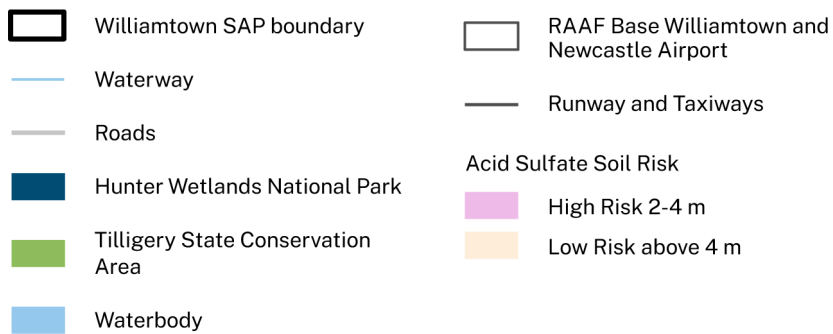 Williamtown SAP boundary
Waterway
Roads
Hunter Wetlands National Park
Tilligery State Conservation
Area
Waterbody
RAAF Base Williamtown and
Newcastle Airport
Runway and Taxiways
Acid Sulfate Soil Risk
High Risk 2-4 m
Low Risk above 4 m